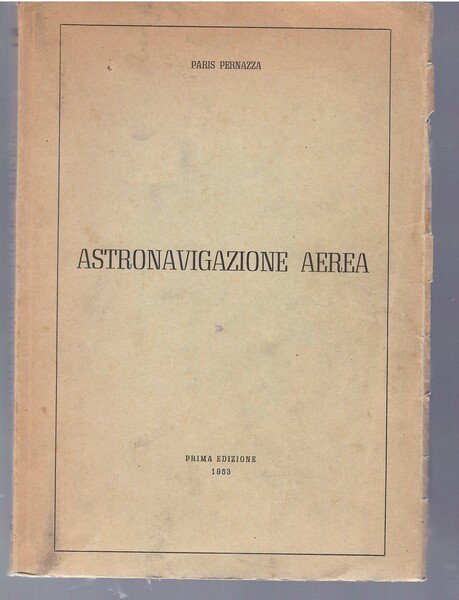 PARIS PERNAZZA
ASTRONAVIGAZIONE AEREA
PRIMA EDIZIONE
1953